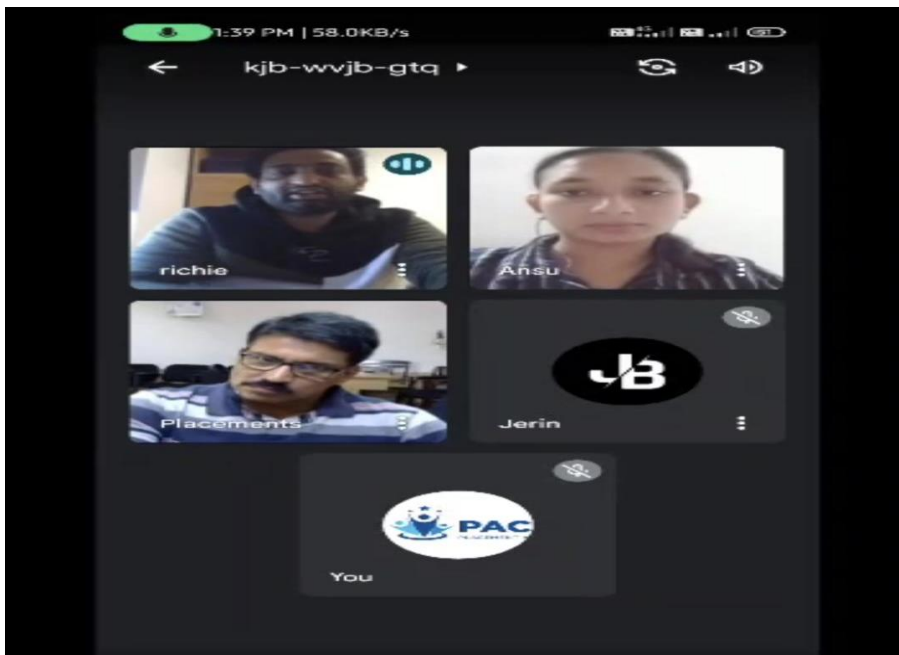 1:39 PM | 58.0KB/s
kjb-wvjb-gtq
richie
Ansu
Placements
JB
Jerin
PAC
You